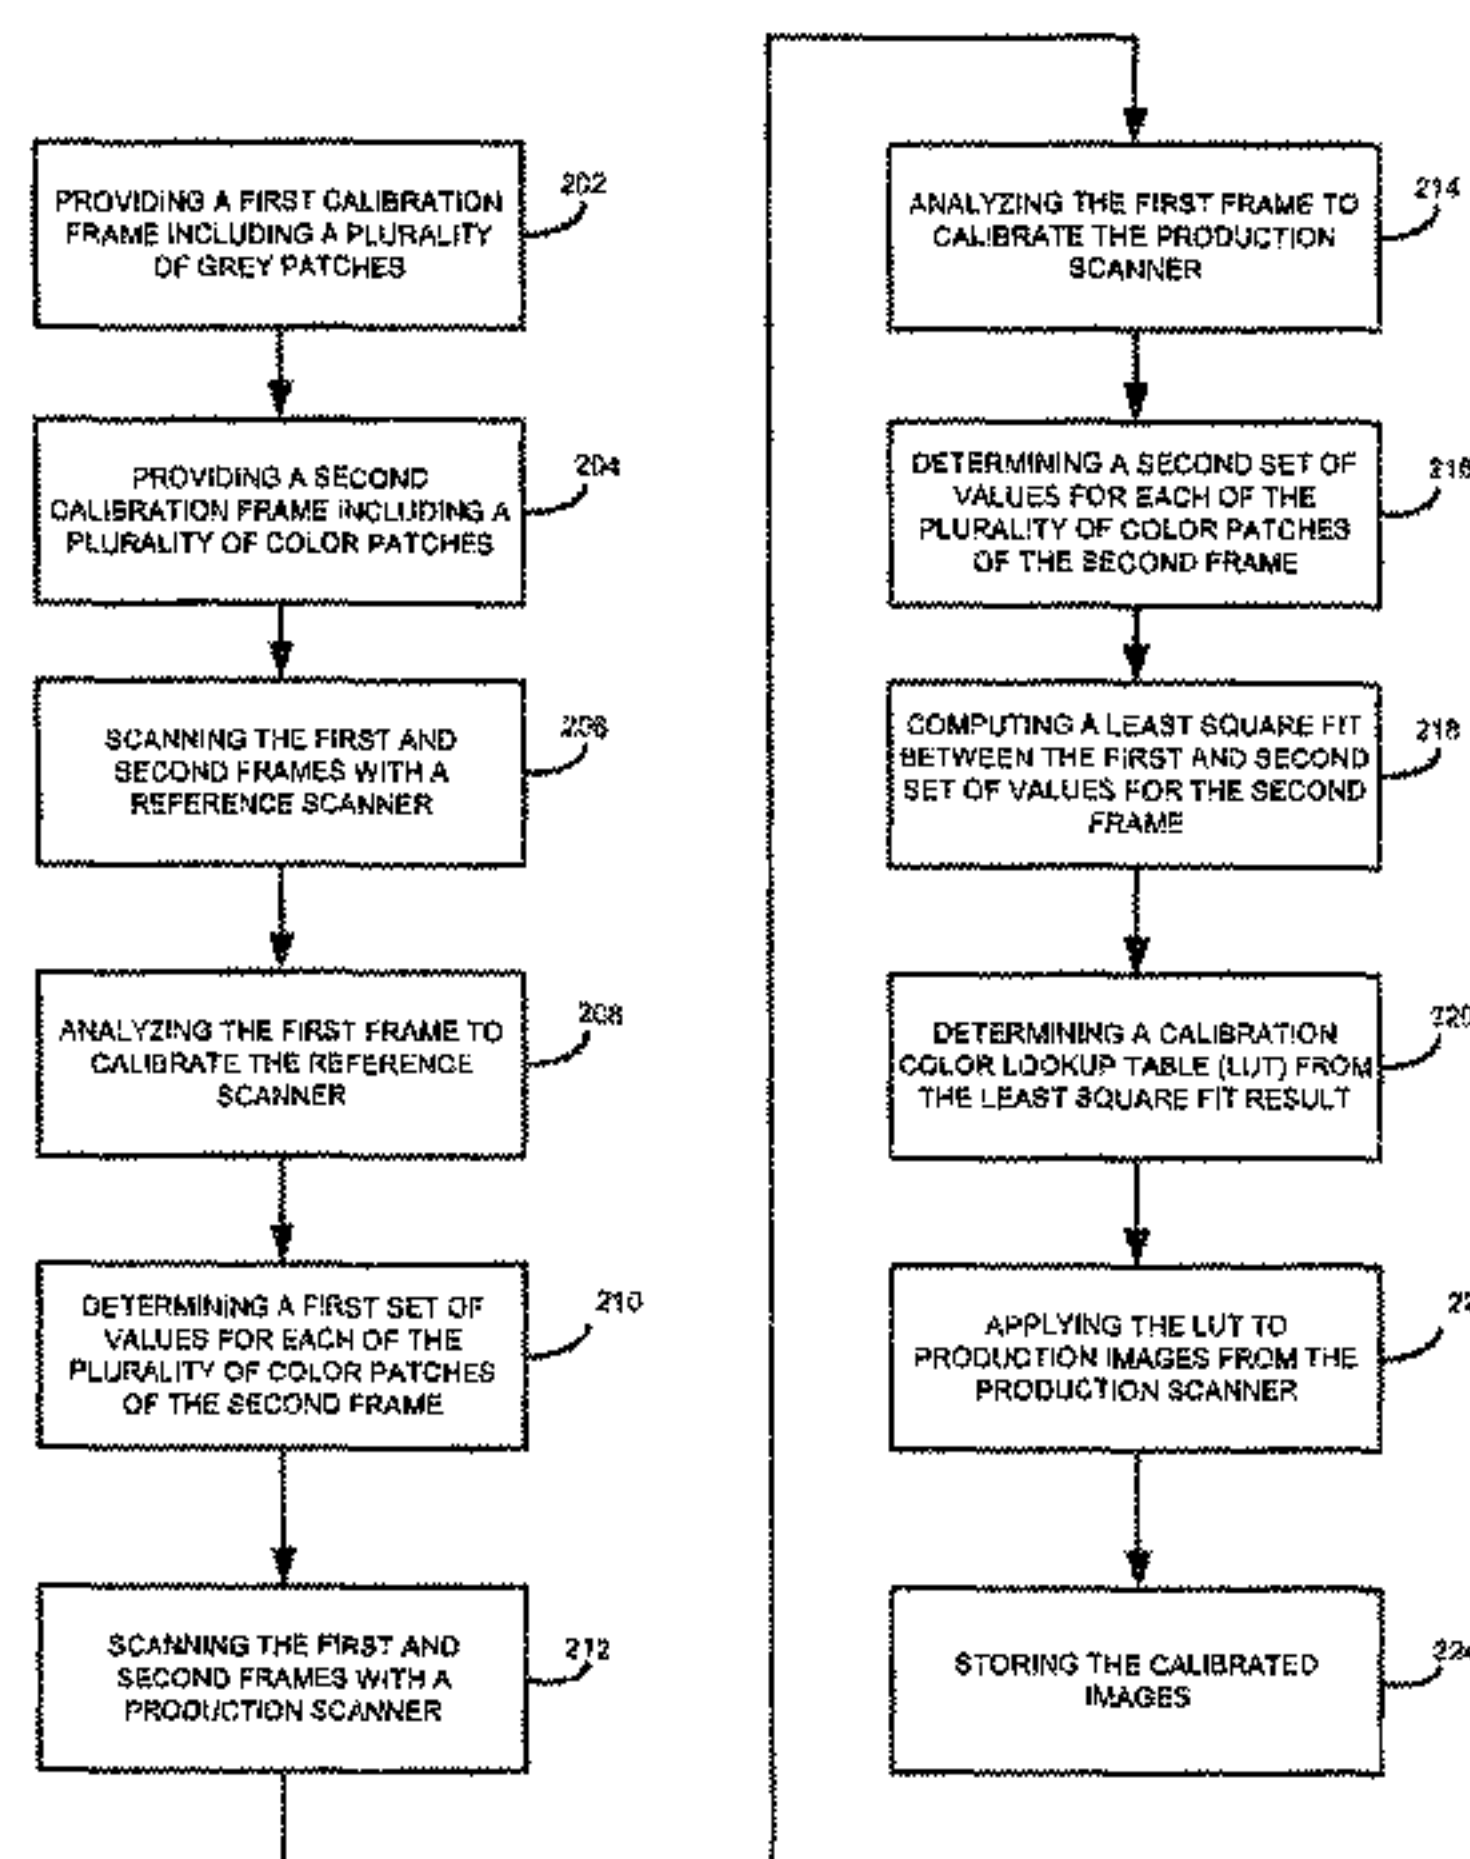 PROVIDING A FIRST CALIBRATION
FRAME INCLUDING A PLURALITY
OF GREY PATCHES
202
PROVIDING A SECOND
CALIBRATION FRAME INCLUDING A
PLURALITY OF COLOR PATCHES
204
SCANNING THE FIRST AND
SECOND FRAMES WITH A
REFERENCE SCANNER
206
ANALYZING THE FIRST FRAME TO
CALIBRATE THE REFERENCE
SCANNER
208
DETERMINING A FIRST SET OF
VALUES FOR EACH OF THE
PLURALITY OF COLOR PATCHES
OF THE SECOND FRAME
210
SCANNING THE FIRST AND
SECOND FRAMES WITH A
PRODUCTION SCANNER
212
ANALYZING THE FIRST FRAME TO
CALIBRATE THE PRODUCTION
SCANNER
214
DETERMINING A SECOND SET OF
VALUES FOR EACH OF THE
PLURALITY OF COLOR PATCHES
OF THE SECOND FRAME
216
COMPUTING A LEAST SQUARE FIT
BETWEEN THE FIRST AND SECOND
SET OF VALUES FOR THE SECOND
FRAME
218
DETERMINING A CALIBRATION
COLOR LOOKUP TABLE (LUT) FROM
THE LEAST SQUARE FIT RESULT
220
APPLYING THE LUT TO
PRODUCTION IMAGES FROM THE
PRODUCTION SCANNER
STORING THE CALIBRATED
IMAGES
224